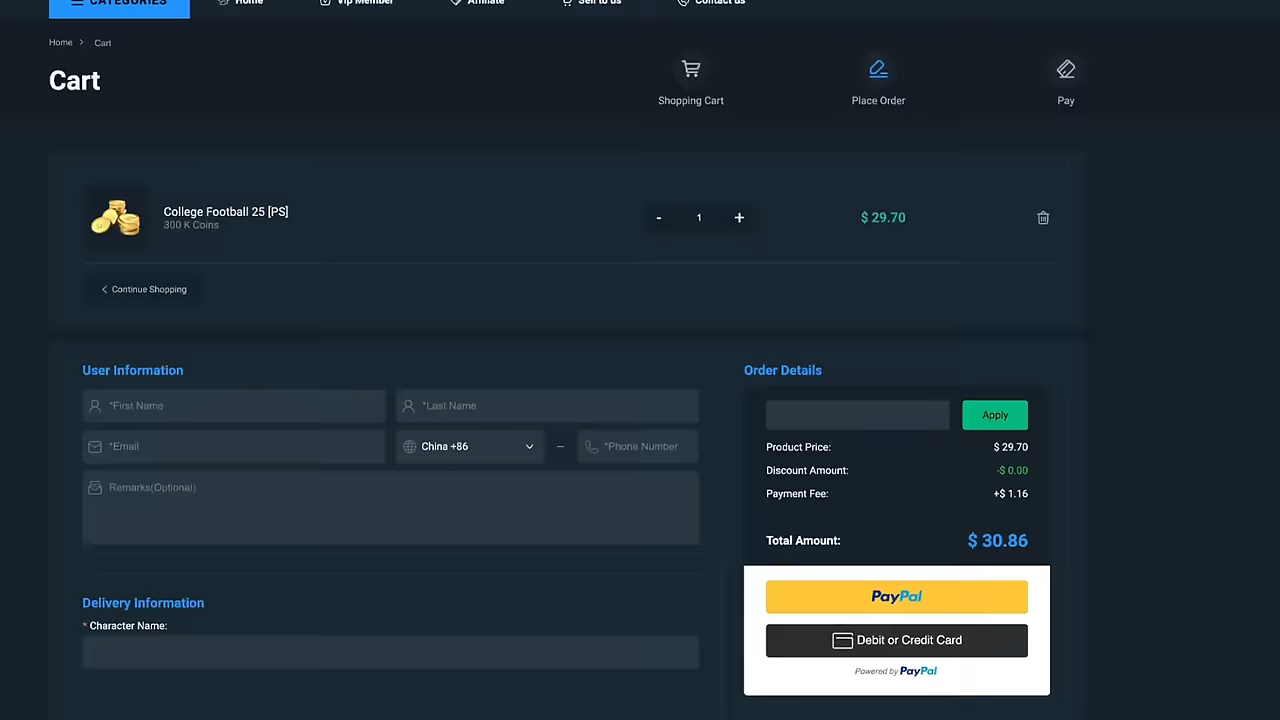 CATEGORIES
Home
Vip Member
Affiliate
Sell to us
Contact us
Home > Cart
Cart
Shopping Cart
Place Order
Pay
College Football 25 [PS]
300 K Coins
- 1 +
$ 29.70
< Continue Shopping
User Information
*First Name
*Last Name
*Email
China +86
*Phone Number
Remarks(Optional)
Delivery Information
* Character Name:
Order Details
Apply
Product Price: $ 29.70
Discount Amount: -$ 0.00
Payment Fee: +$ 1.16
Total Amount: $ 30.86
PayPal
Debit or Credit Card
Powered by PayPal